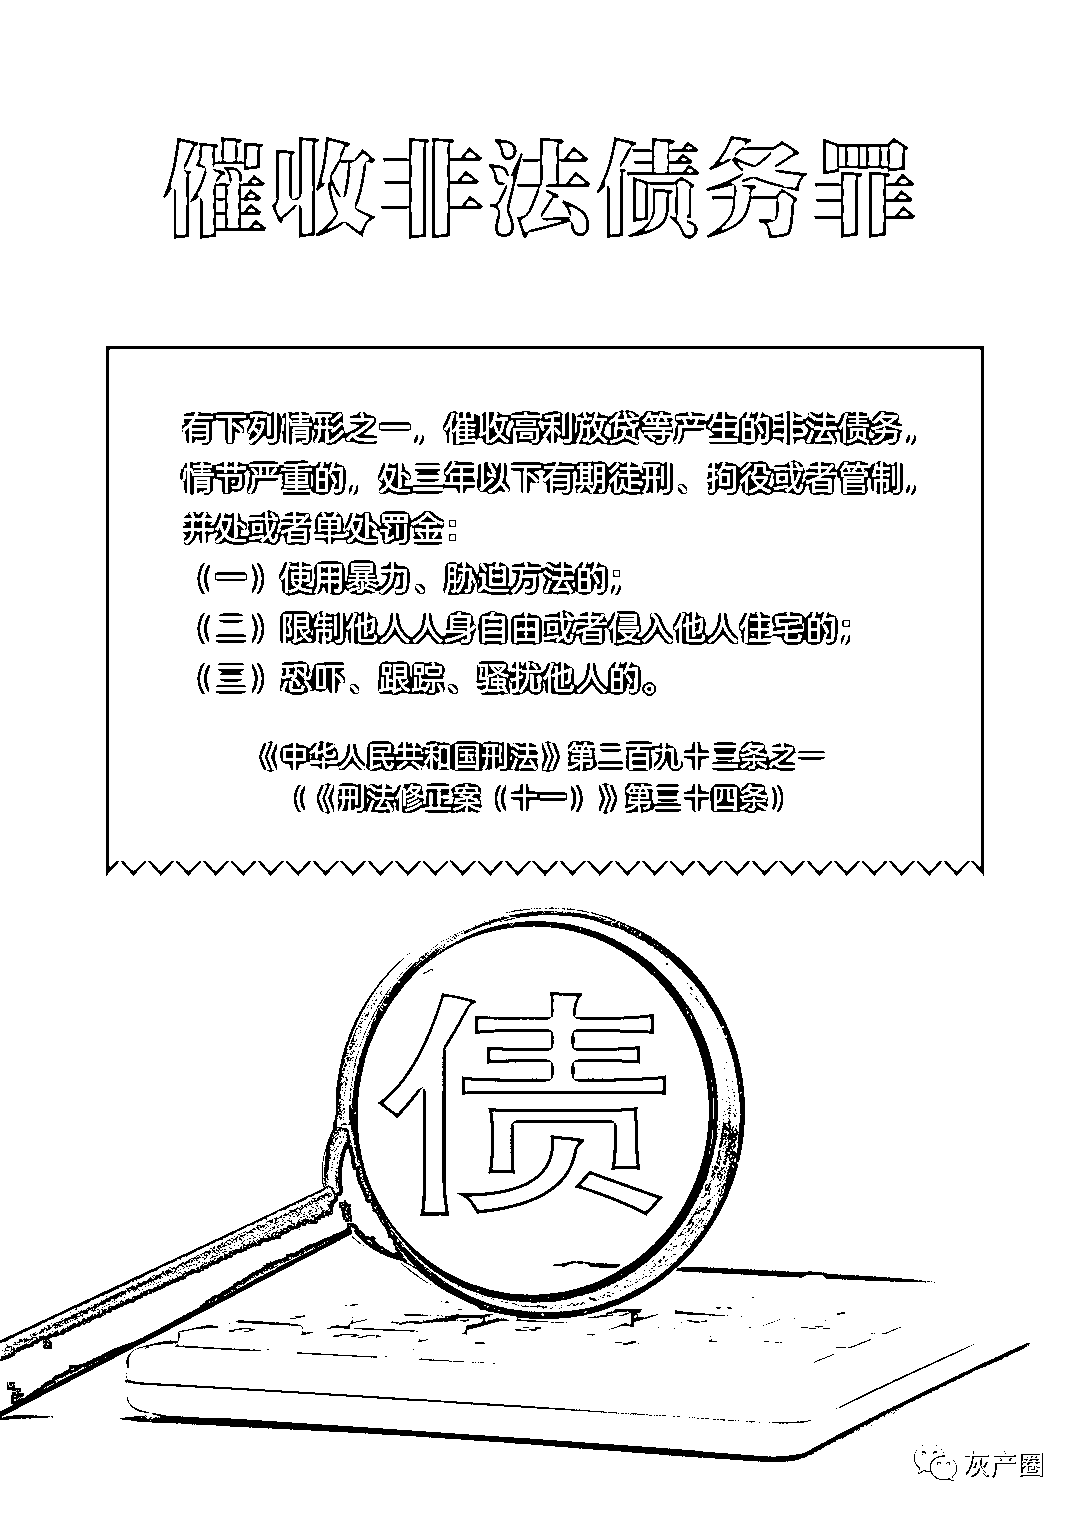 催收非法债务罪
有下列情形之一，催收高利放贷等产生的非法债务，
情节严重的，处三年以下有期徒刑、拘役或者管制，
并处或者单处罚金：
（一）使用暴力、胁迫方法的；
（二）限制他人人身自由或者侵入他人住宅的；
（三）恐吓、跟踪、骚扰他人的。
《中华人民共和国刑法》第二百九十三条之一
（《刑法修正案（十一）》第三十四条）
债
灰产圈